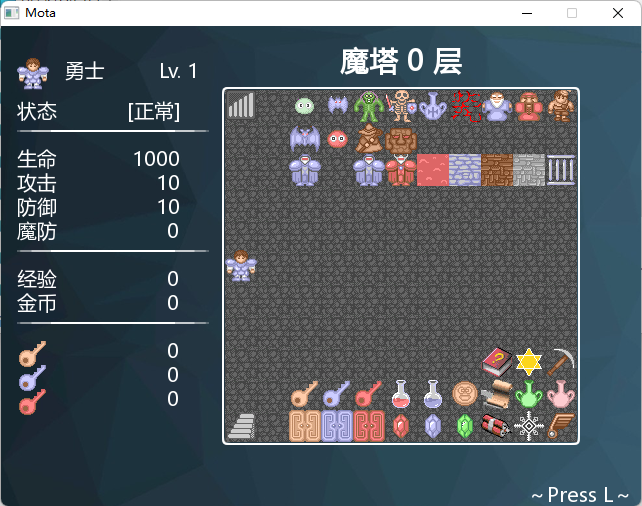 Mota
勇士 Lv. 1
魔塔 0 层
状态 [正常]
生命 1000
攻击 10
防御 10
魔防 0
经验 0
金币 0
0
0
0
~ Press L ~